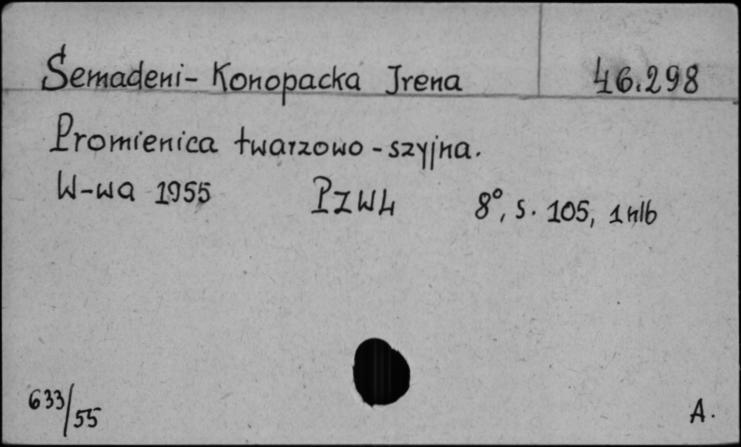 Semadeni-Konopacka Irena 46.298
Promienica twarzowo-szyjna.
W-wa 1955 PZWL 8°, s. 105, 1 nlb
633/55 A.